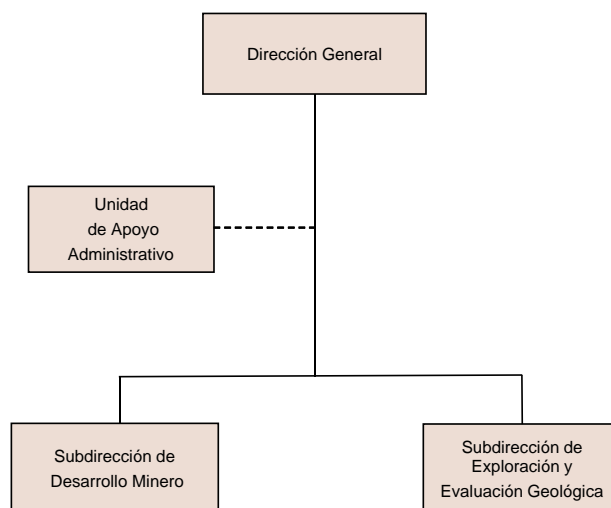 Dirección General
Unidad
de Apoyo
Administrativo
Subdirección de
Desarrollo Minero
Subdirección de
Exploración y
Evaluación Geológica